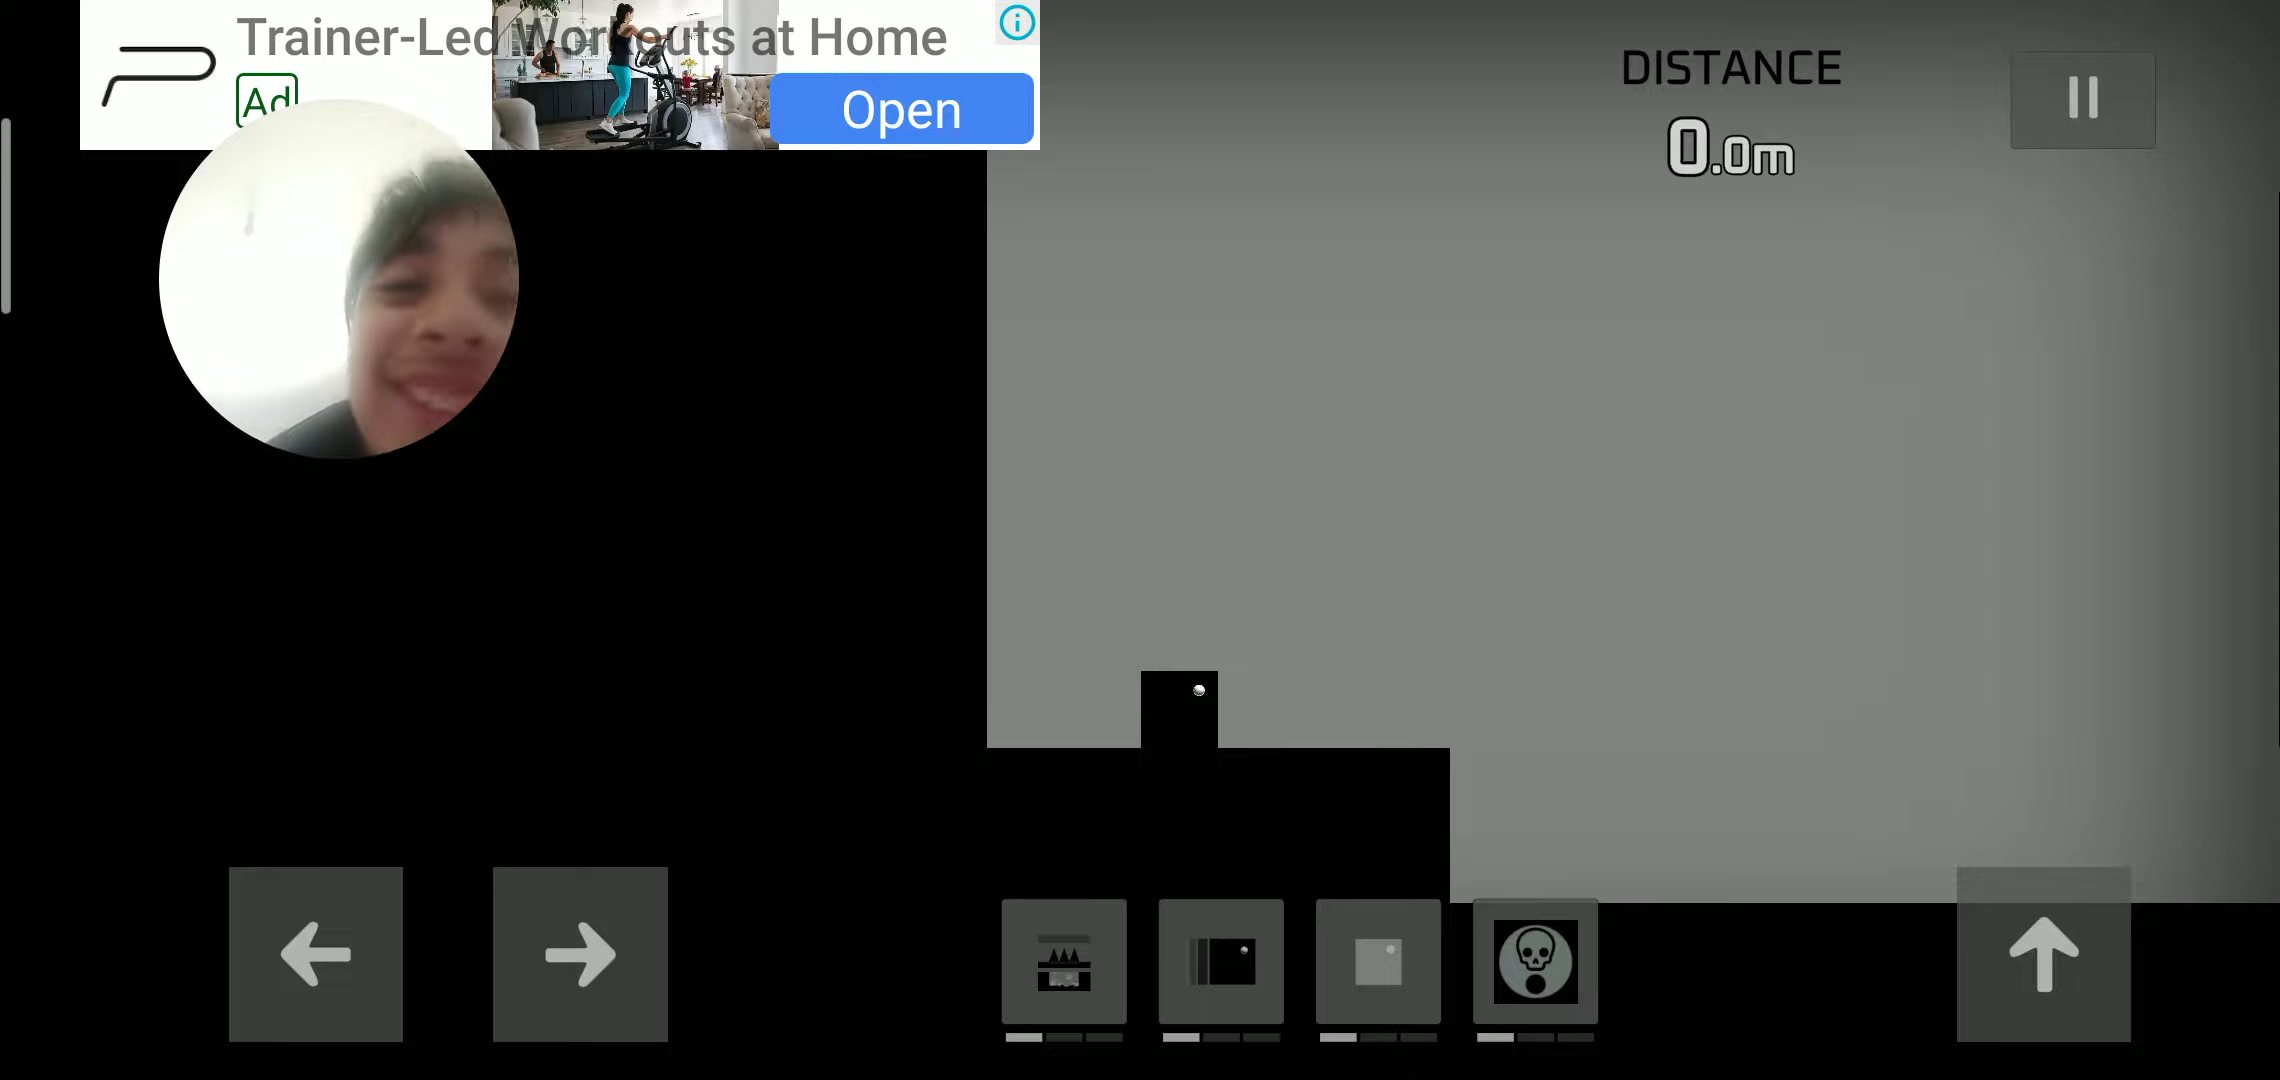 Trainer-Led Workouts at Home
Ad
Open
DISTANCE
0.0m